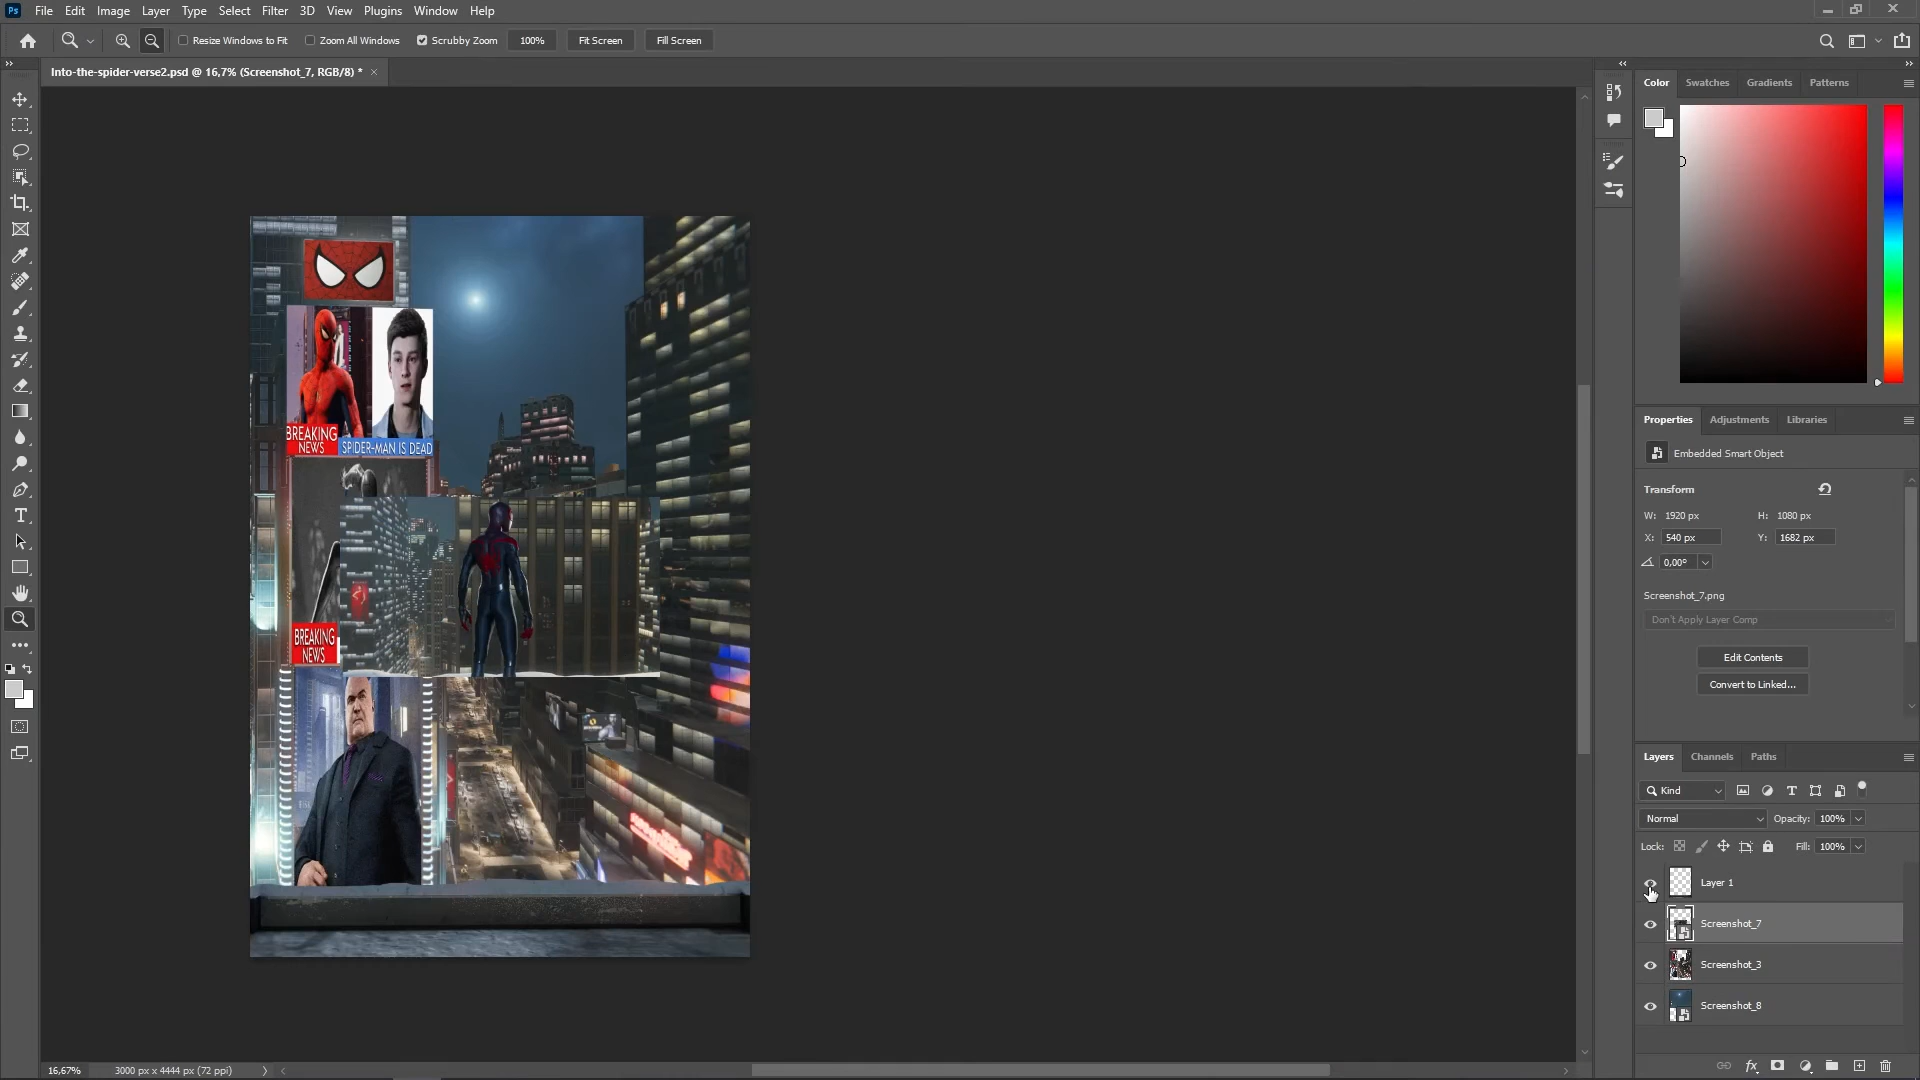 Ps File Edit Image Layer Type Select Filter 3D View Plugins Window Help
Resize Windows to Fit Zoom All Windows Scrubby Zoom 100% Fit Screen Fill Screen
Into-the-spider-verse2.psd @ 16,7% (Screenshot_7, RGB/8) *
Color Swatches Gradients Patterns
BREAKING
NEWS
SPIDER-MAN IS DEAD
BREAKING
NEWS
Properties Adjustments Libraries
Embedded Smart Object
Transform
W: 1920 px H: 1080 px
X: 540 px Y: 1682 px
0,00°
Screenshot_7.png
Don't Apply Layer Comp
Edit Contents
Convert to Linked...
Layers Channels Paths
Kind
Normal Opacity: 100%
Lock: Fill: 100%
Layer 1
Screenshot_7
Screenshot_3
Screenshot_8
16,67% 3000 px x 4444 px (72 ppi)